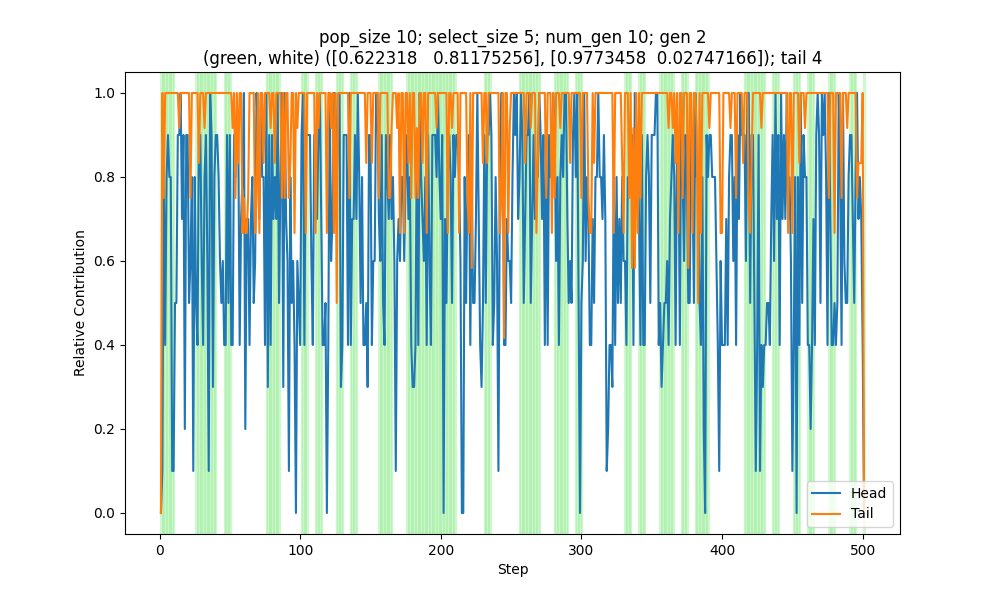 pop_size 10; select_size 5; num_gen 10; gen 2
(green, white) ([0.622318   0.81175256], [0.9773458  0.02747166]); tail 4
1.0
0.8
0.6
0.4
0.2
0.0
Relative Contribution
0
100
200
300
400
500
Step
Head
Tail